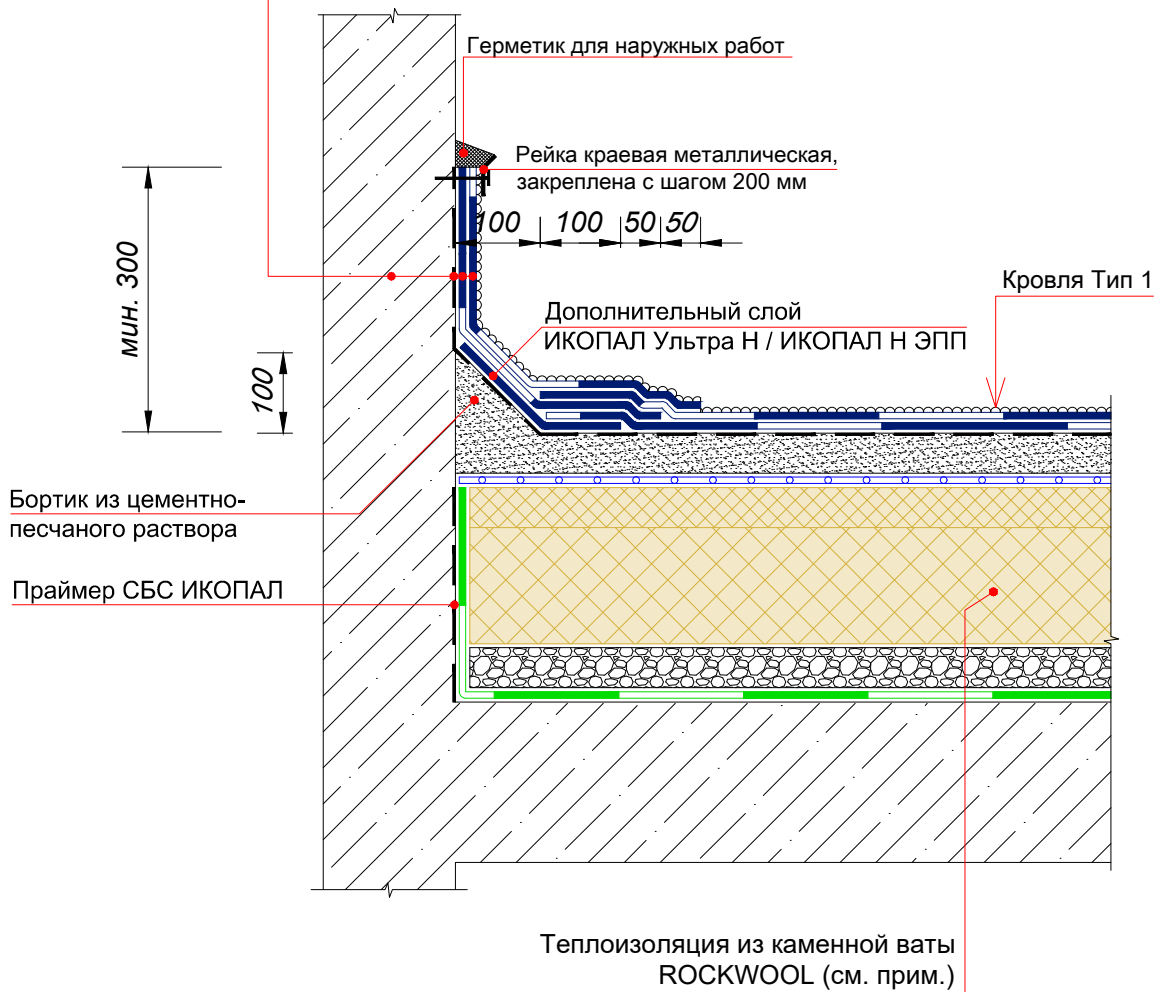 Герметик для наружных работ
Рейка краевая металлическая,
закреплена с шагом 200 мм
100 100 50 50
мин. 300
100
Кровля Тип 1
Дополнительный слой
ИКОПАЛ Ультра Н / ИКОПАЛ Н ЭПП
Бортик из цементно-
песчаного раствора
Праймер СБС ИКОПАЛ
Теплоизоляция из каменной ваты
ROCKWOOL (см. прим.)